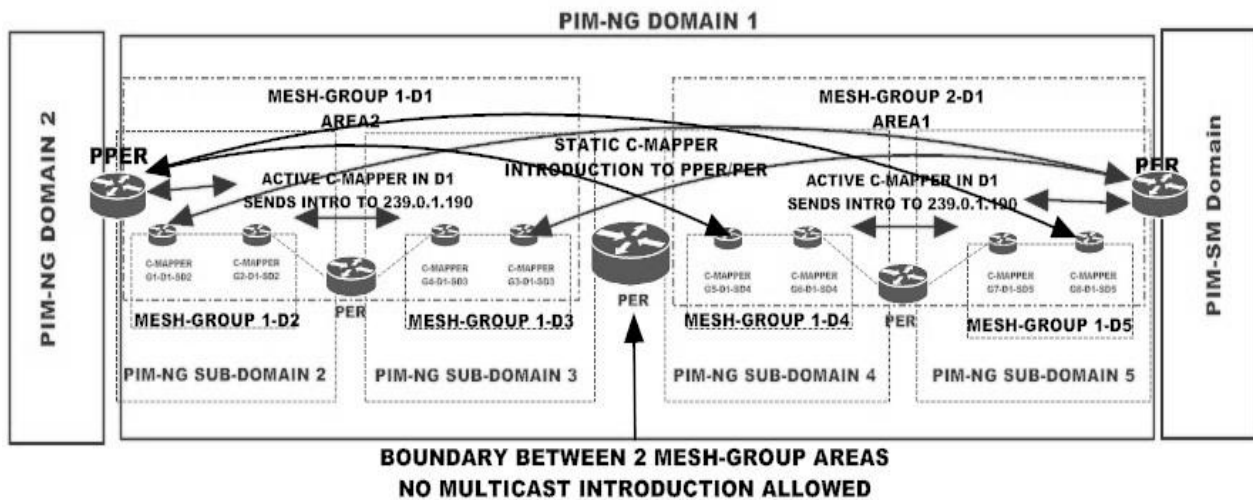 PIM-NG DOMAIN 1
PIM-NG DOMAIN 2
PIM-SM Domain
MESH-GROUP 1-D1
AREA2
MESH-GROUP 2-D1
AREA1
PPER
PER
STATIC C-MAPPER
INTRODUCTION TO PPER/PER
ACTIVE C-MAPPER IN D1
SENDS INTRO TO 239.0.1.190
ACTIVE C-MAPPER IN D1
SENDS INTRO TO 239.0.1.190
C-MAPPER
G1-D1-SD2
C-MAPPER
G2-D1-SD2
C-MAPPER
G4-D1-SD3
C-MAPPER
G3-D1-SD3
C-MAPPER
G5-D1-SD4
C-MAPPER
G6-D1-SD4
C-MAPPER
G7-D1-SD5
C-MAPPER
G8-D1-SD5
PER
PER
PER
MESH-GROUP 1-D2
MESH-GROUP 1-D3
MESH-GROUP 1-D4
MESH-GROUP 1-D5
PIM-NG SUB-DOMAIN 2
PIM-NG SUB-DOMAIN 3
PIM-NG SUB-DOMAIN 4
PIM-NG SUB-DOMAIN 5
BOUNDARY BETWEEN 2 MESH-GROUP AREAS
NO MULTICAST INTRODUCTION ALLOWED